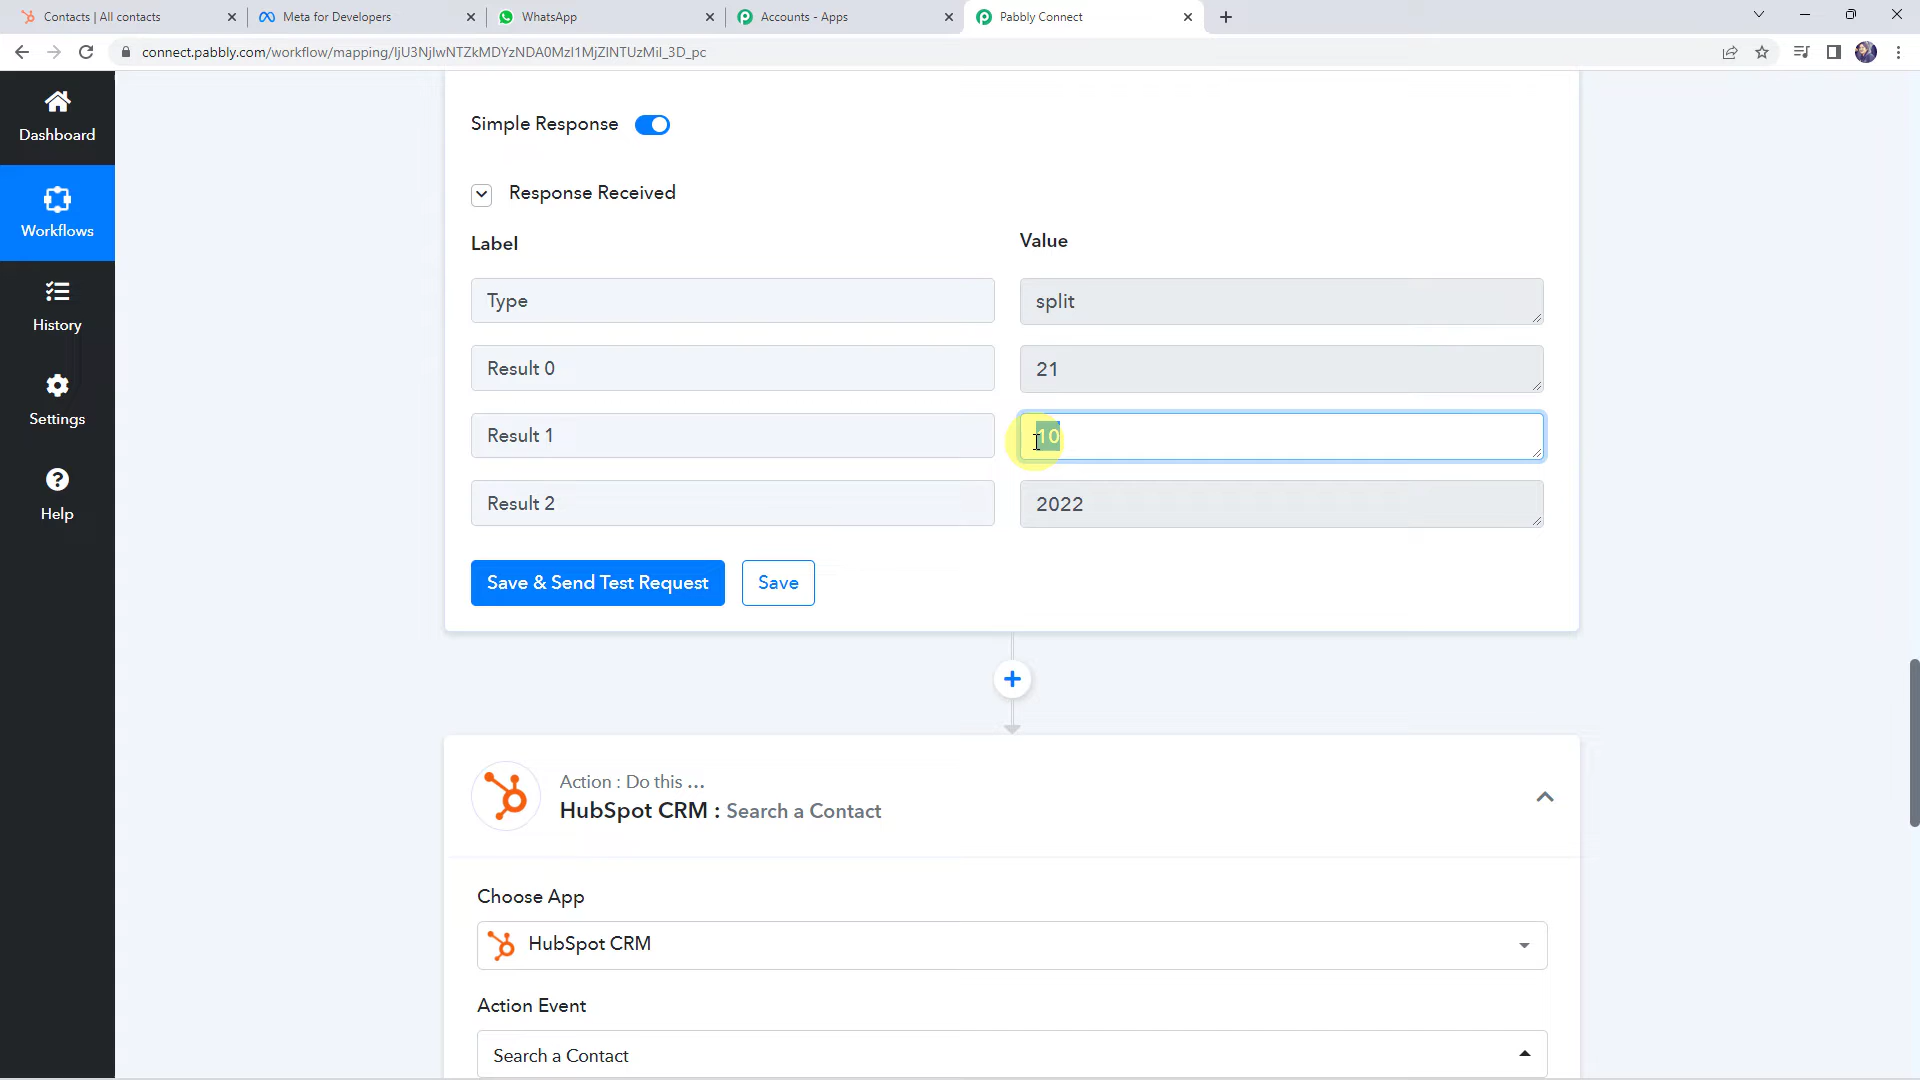 Contacts | All contacts
Meta for Developers
WhatsApp
Accounts - Apps
Pabbly Connect
connect.pabbly.com/workflow/mapping/IjU3NjIwNTZkMDYzNDA0MzI1MjZlNTUzMiI_3D_pc
Dashboard
Workflows
History
Settings
Help
Simple Response
Response Received
Label
Value
Type
split
Result 0
21
Result 1
10
Result 2
2022
Save & Send Test Request
Save
Action : Do this ...
HubSpot CRM : Search a Contact
Choose App
HubSpot CRM
Action Event
Search a Contact